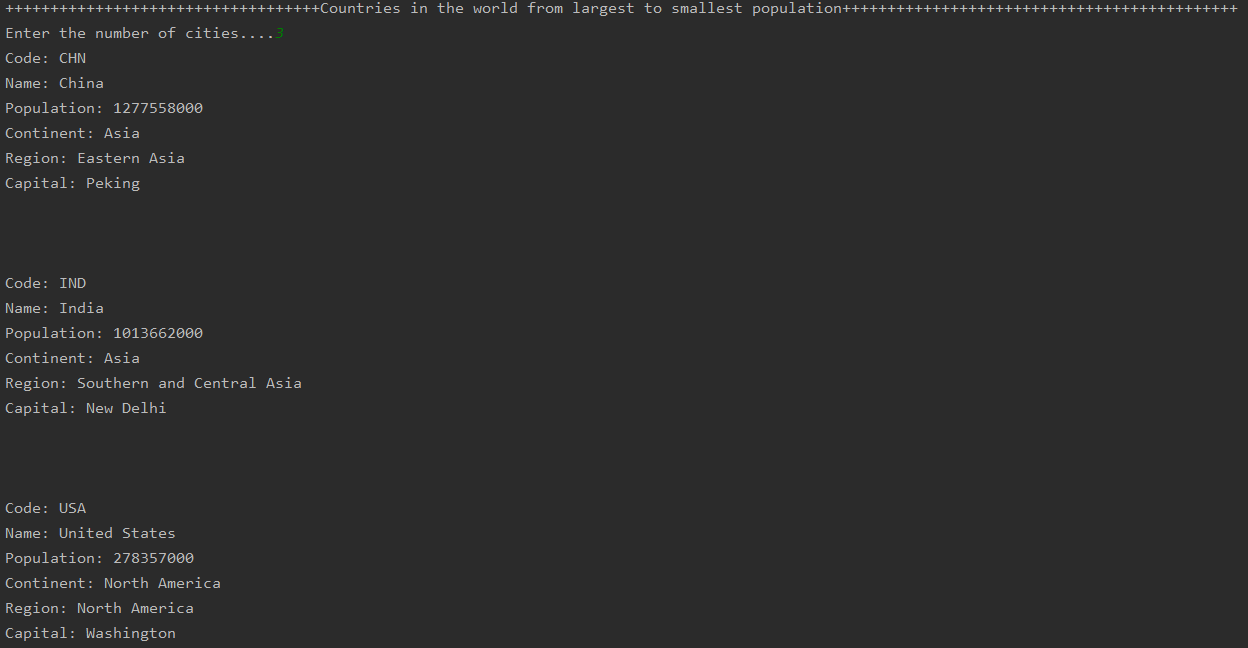 +++++++++++++++++++++++++++++++++++Countries in the world from largest to smallest population++++++++++++++++++++++++++++++++++++++++++++
Enter the number of cities....3
Code: CHN
Name: China
Population: 1277558000
Continent: Asia
Region: Eastern Asia
Capital: Peking
Code: IND
Name: India
Population: 1013662000
Continent: Asia
Region: Southern and Central Asia
Capital: New Delhi
Code: USA
Name: United States
Population: 278357000
Continent: North America
Region: North America
Capital: Washington